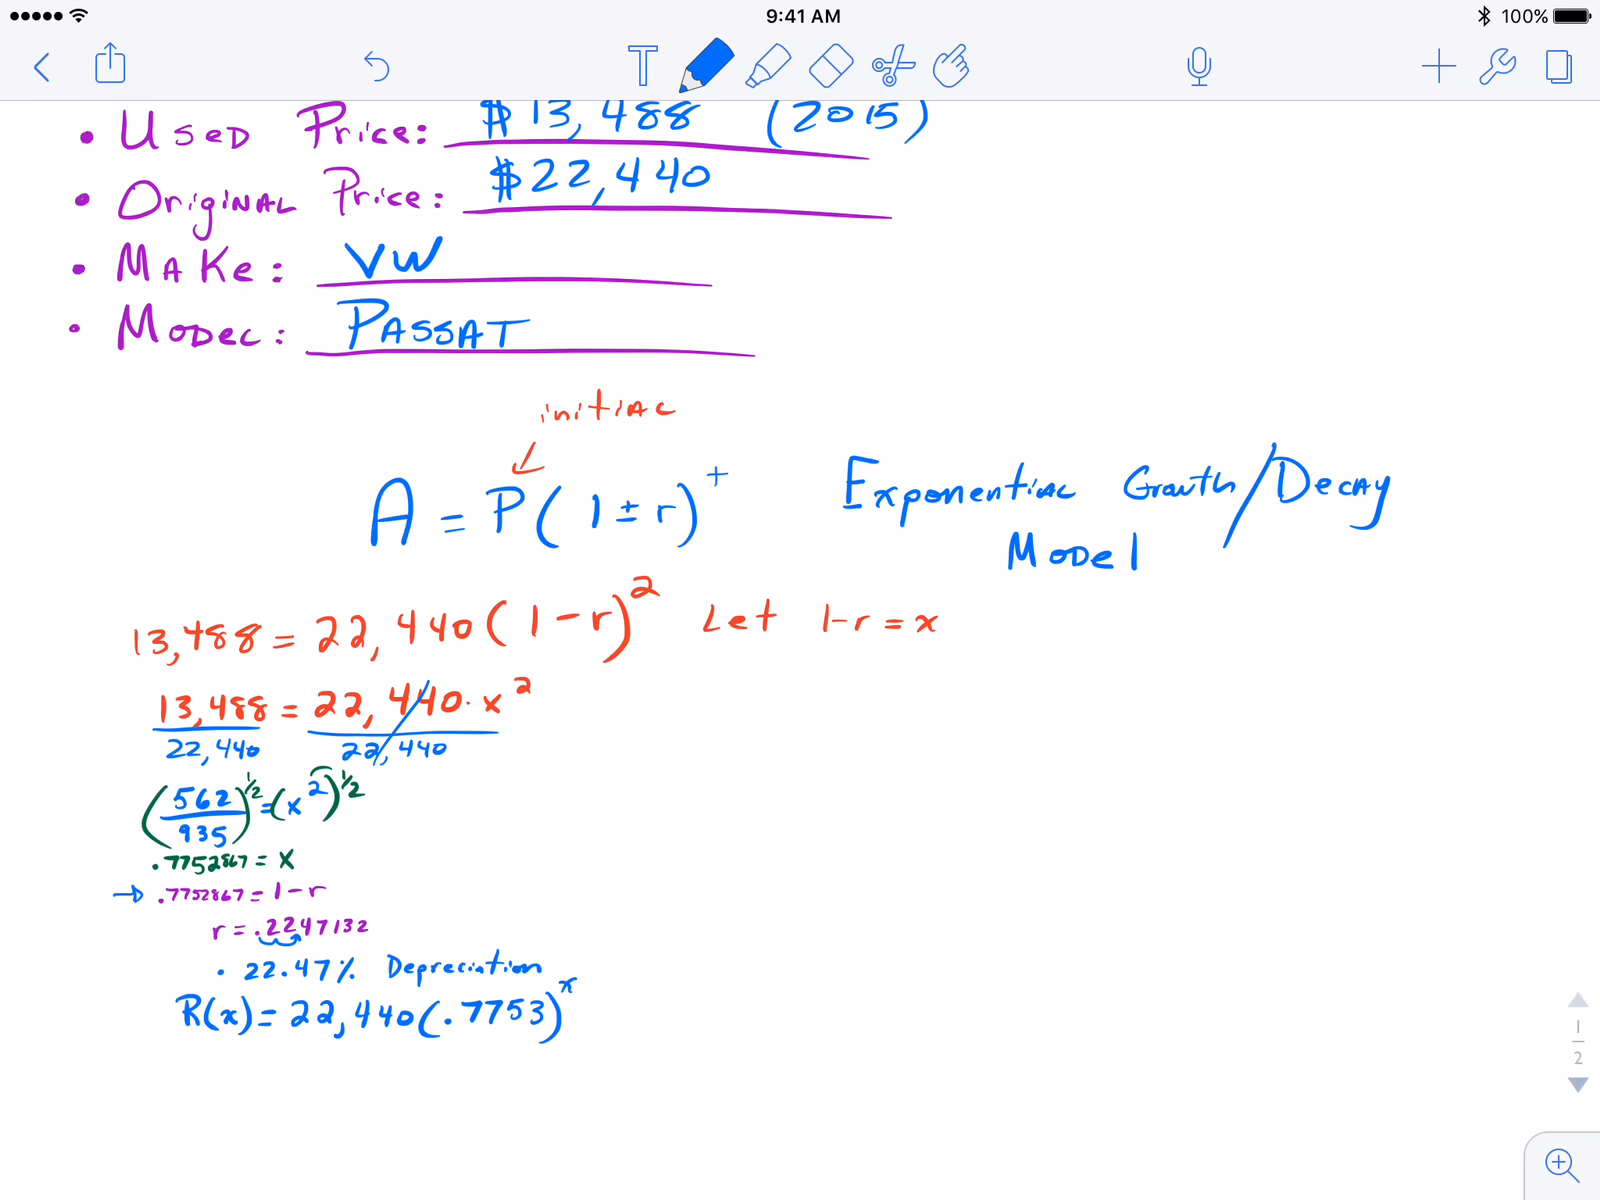 9:41 AM
100%
T
• Used Price: $13,488 (2015)
• Original Price: $22,440
• Make: VW
• Model: Passat
initial
A = P(1 ± r)^t Exponential Growth/Decay
Model
13,488 = 22,440(1-r)^2 Let 1-r = x
13,488 = 22,440·x^2
22,440 22,440
(562/935)^1/2 = (x^2)^1/2
.7752867 = x
→ .7752867 = 1-r
r = .2247132
• 22.47% Depreciation
R(x) = 22,440(.7753)^x
1
2